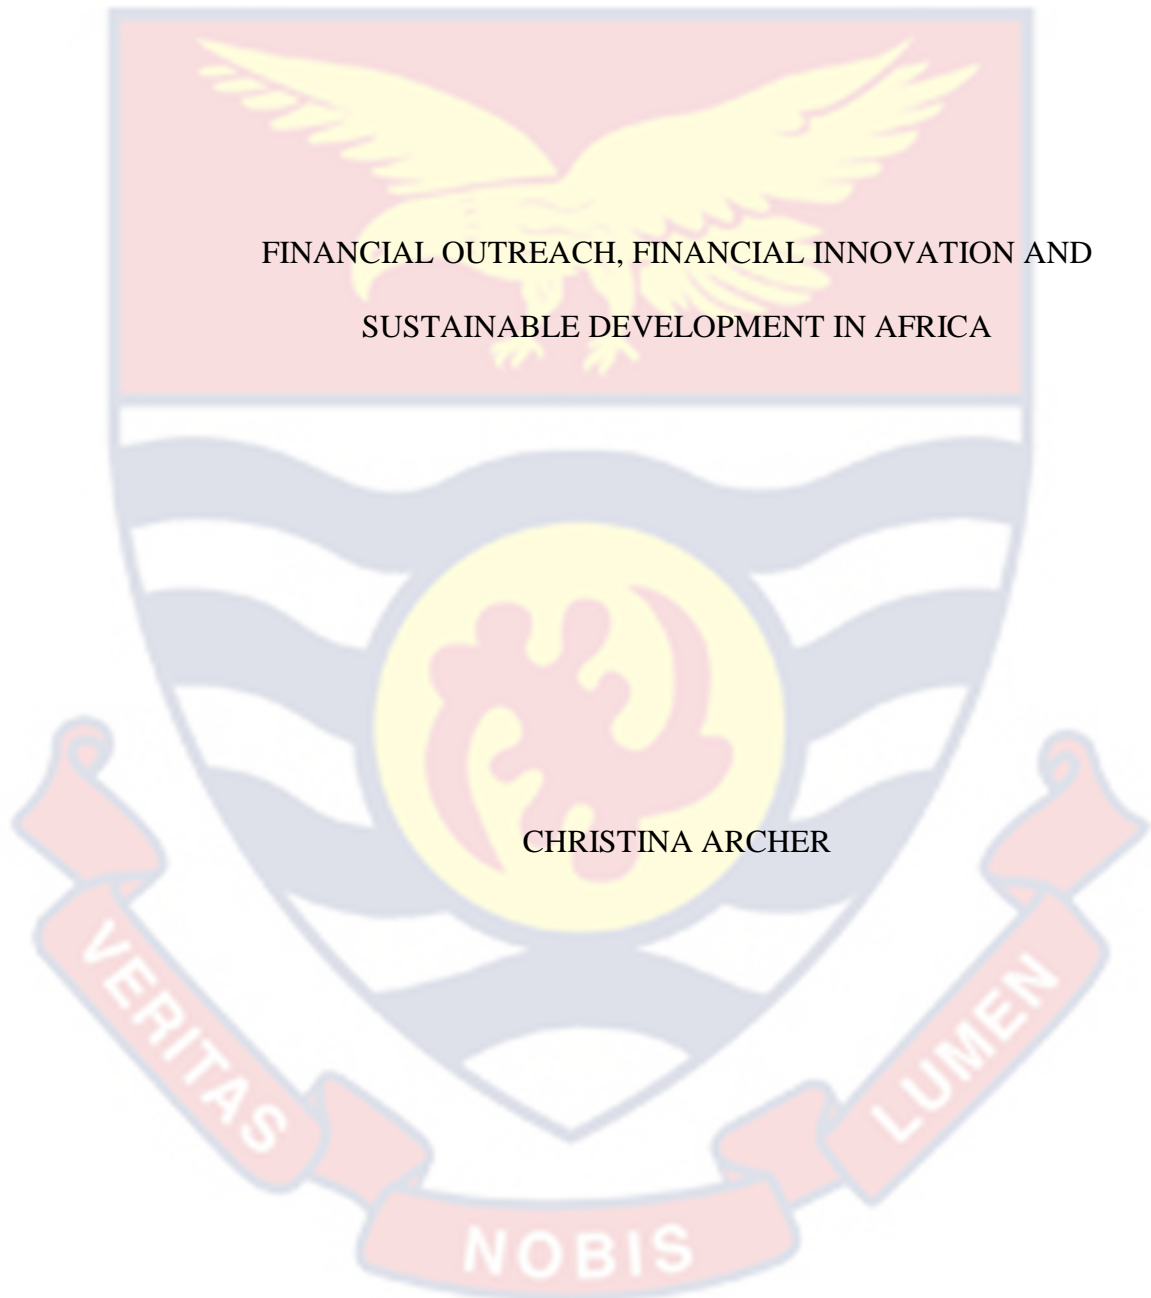 FINANCIAL OUTREACH, FINANCIAL INNOVATION AND
SUSTAINABLE DEVELOPMENT IN AFRICA
CHRISTINA ARCHER
VERITAS
NOBIS
LUMEN